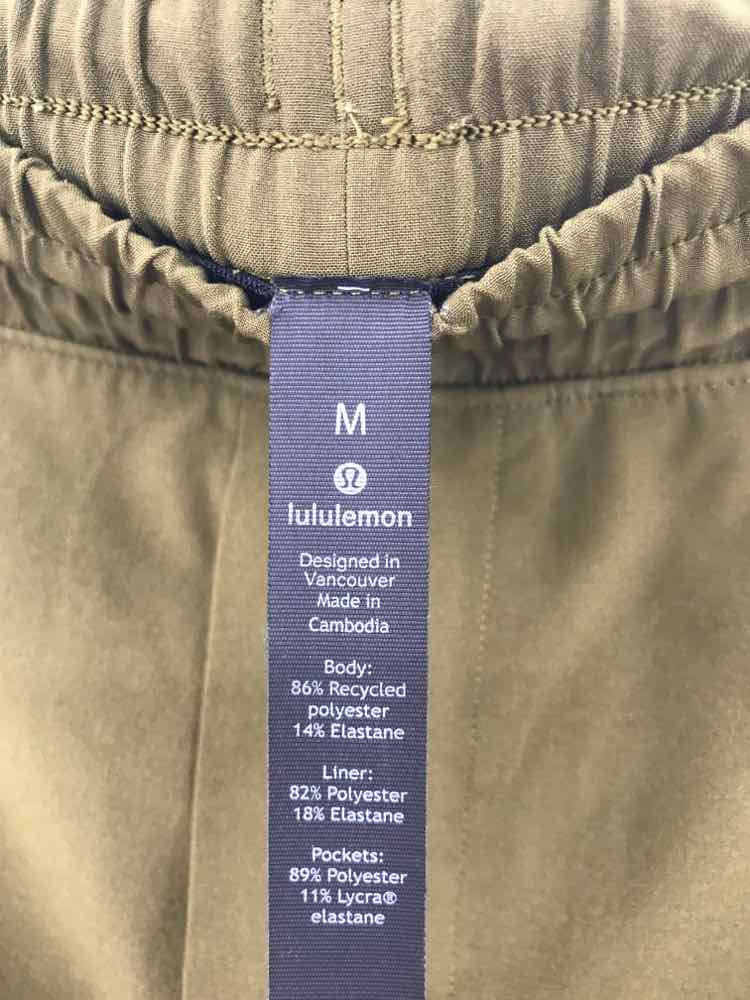 M
lululemon
Designed in
Vancouver
Made in
Cambodia
Body:
86% Recycled
polyester
14% Elastane
Liner:
82% Polyester
18% Elastane
Pockets:
89% Polyester
11% Lycra®
elastane